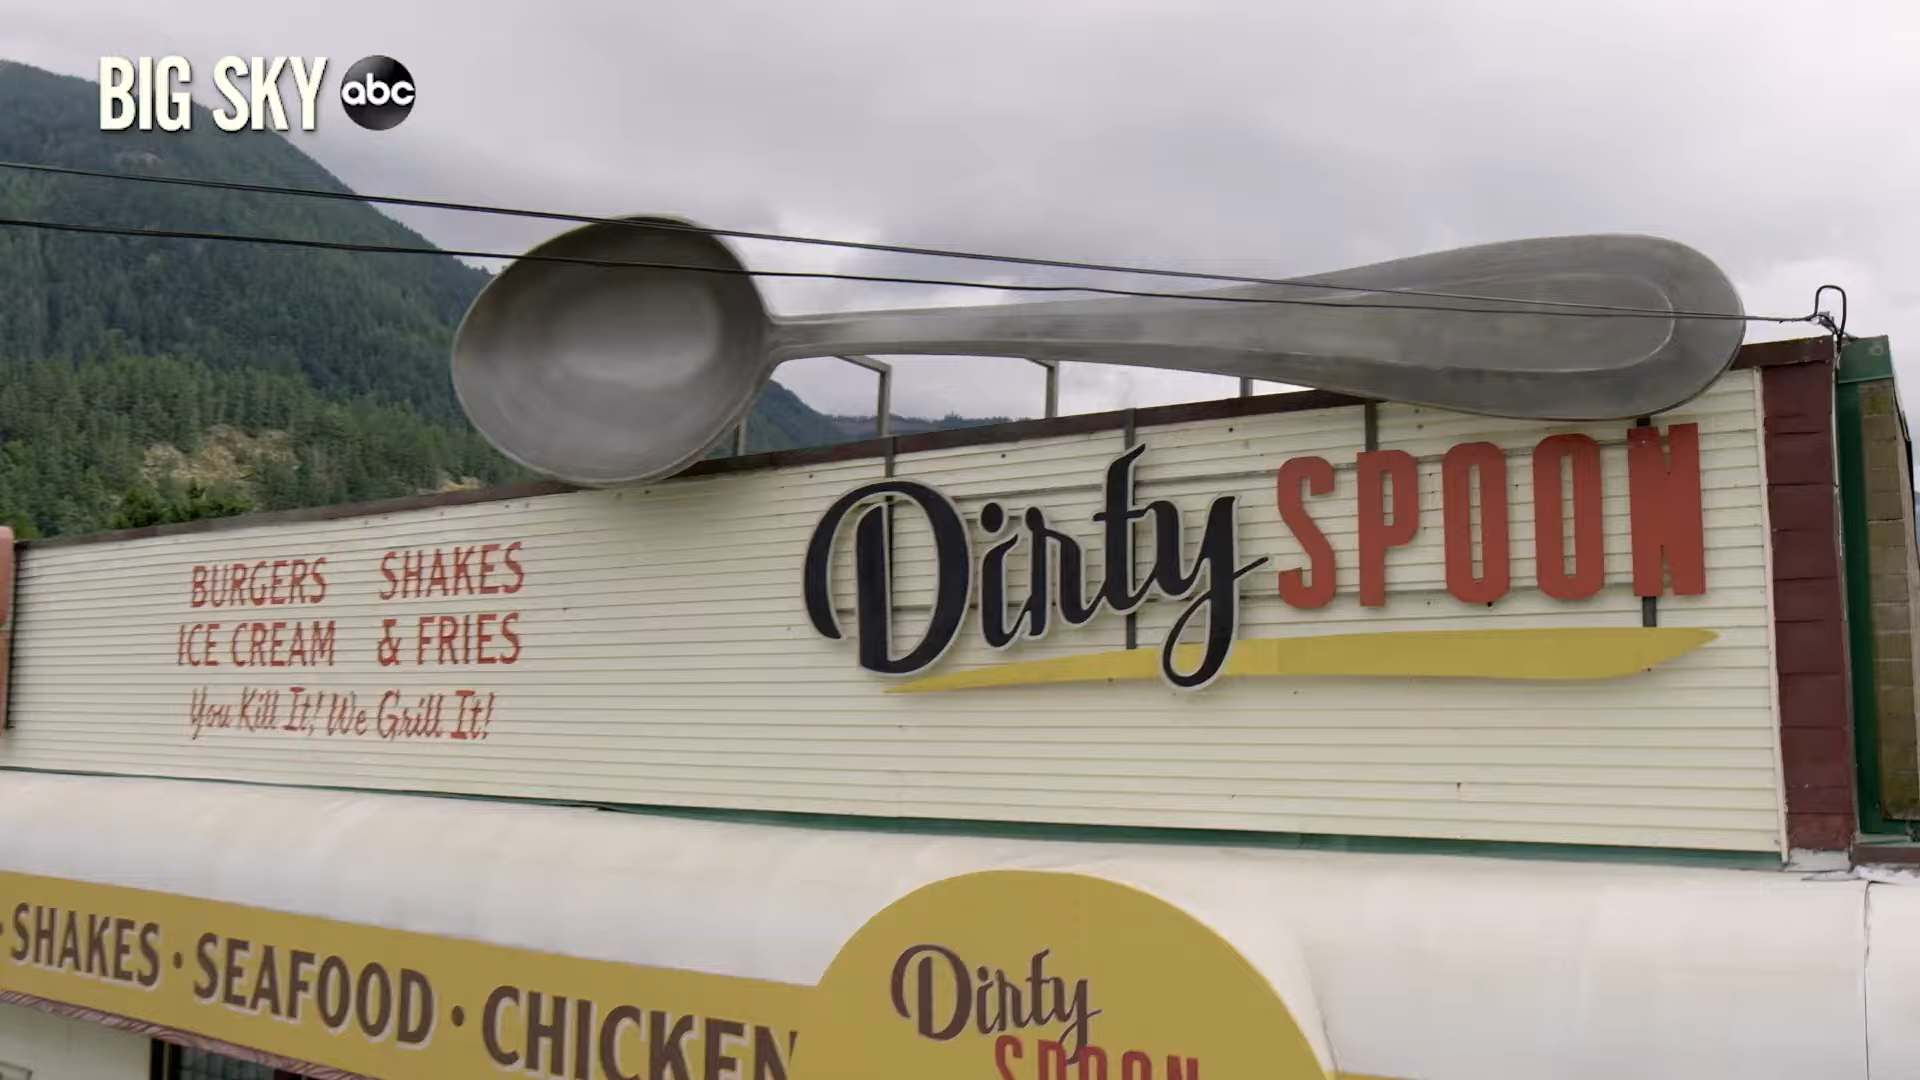 BIG SKY abc
Dirty SPOON
BURGERS SHAKES
ICE CREAM & FRIES
You Kill It! We Grill It!
SHAKES · SEAFOOD · CHICKEN
Dirty
SPOON